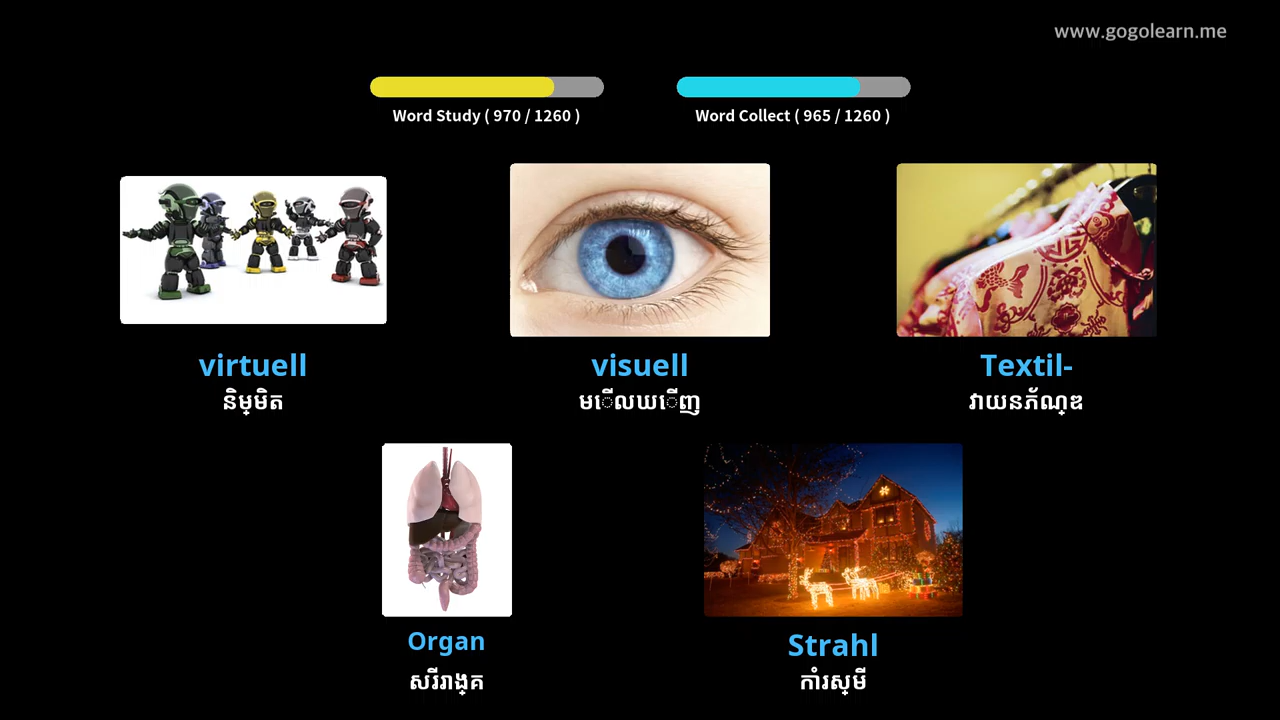 www.gogolearn.me
Word Study ( 970 / 1260 )
Word Collect ( 965 / 1260 )
virtuell
និម្មិត
visuell
មើលឃើញ
Textil-
វាយនភ័ណ្ឌ
Organ
សរីរាង្គ
Strahl
កាំរស្មី